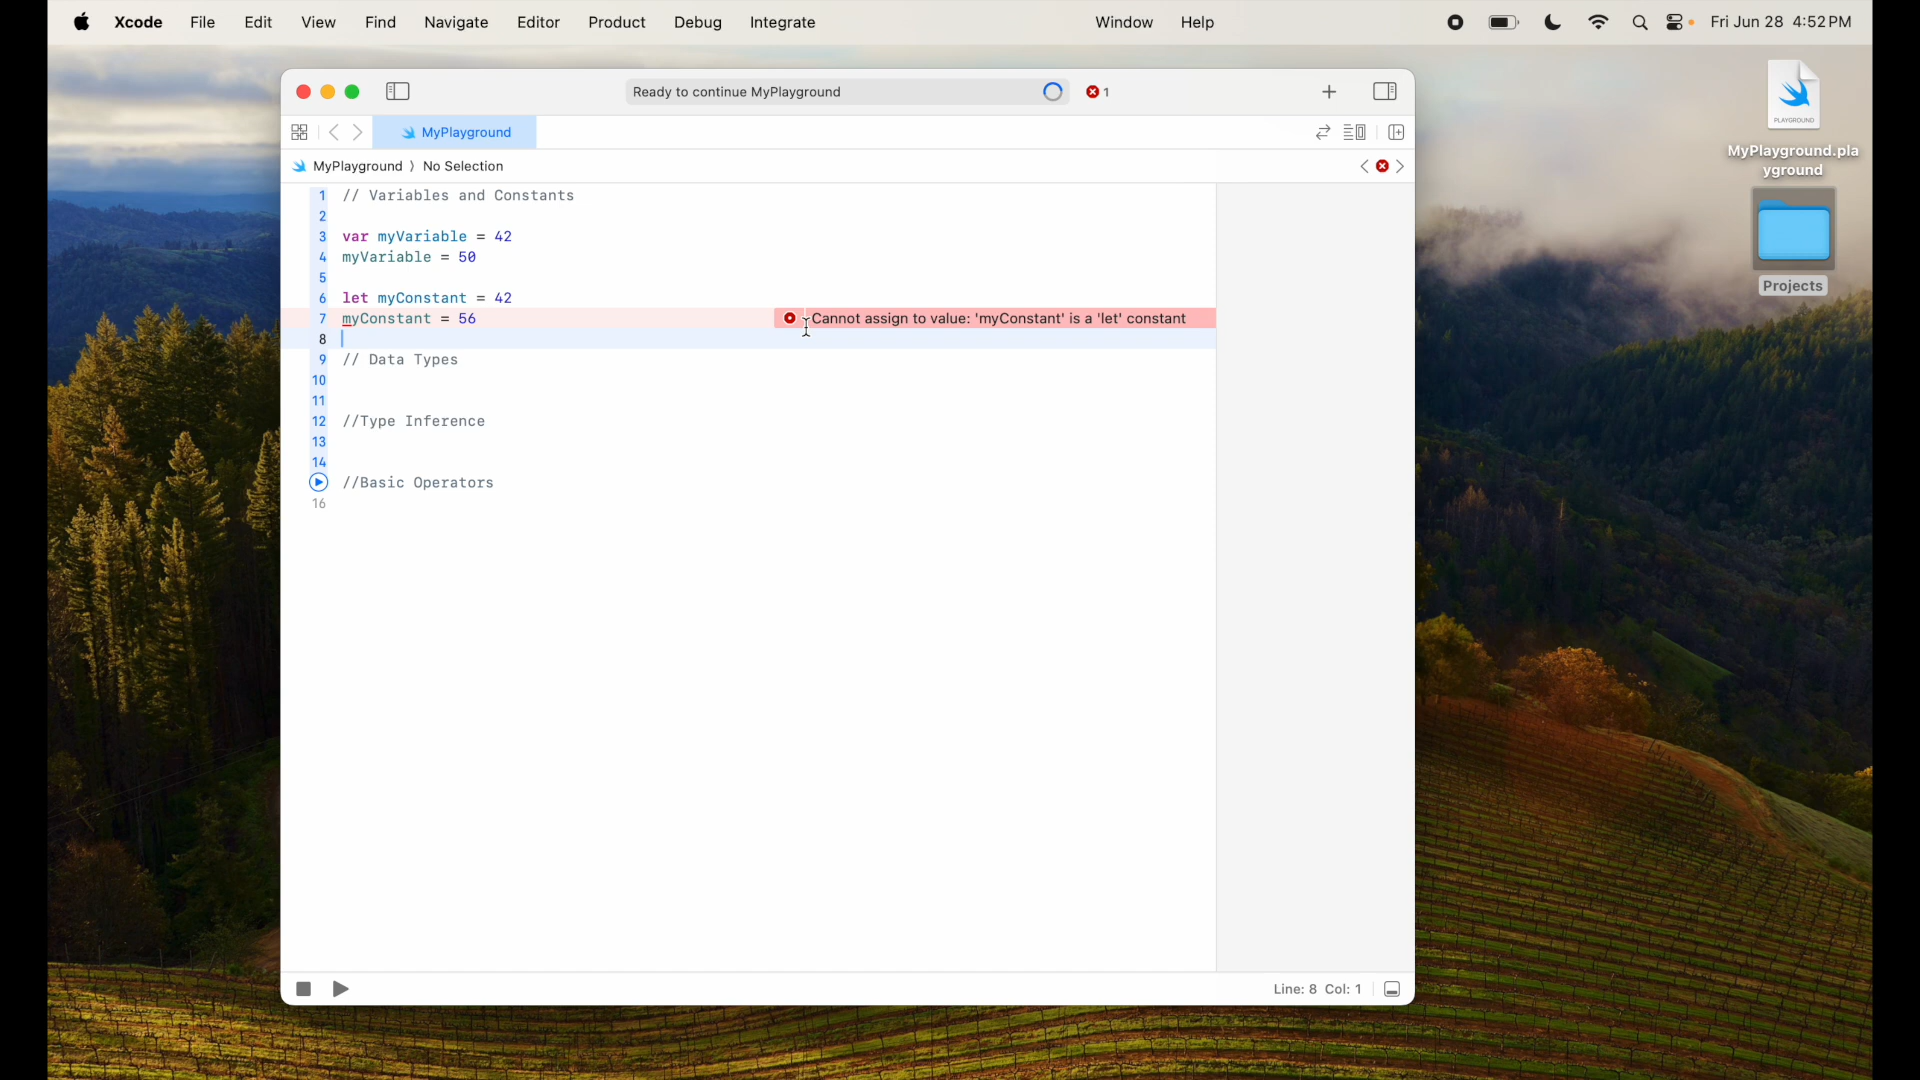 Xcode File Edit View Find Navigate Editor Product Debug Integrate Window Help Fri Jun 28 4:52 PM
Ready to continue MyPlayground 1
MyPlayground
MyPlayground 〉 No Selection
1 // Variables and Constants
2
3 var myVariable = 42
4 myVariable = 50
5
6 let myConstant = 42
7 myConstant = 56 Cannot assign to value: 'myConstant' is a 'let' constant
8
9 // Data Types
10
11
12 //Type Inference
13
14
//Basic Operators
16
Line: 8 Col: 1
PLAYGROUND
MyPlayground.pla
yground
Projects